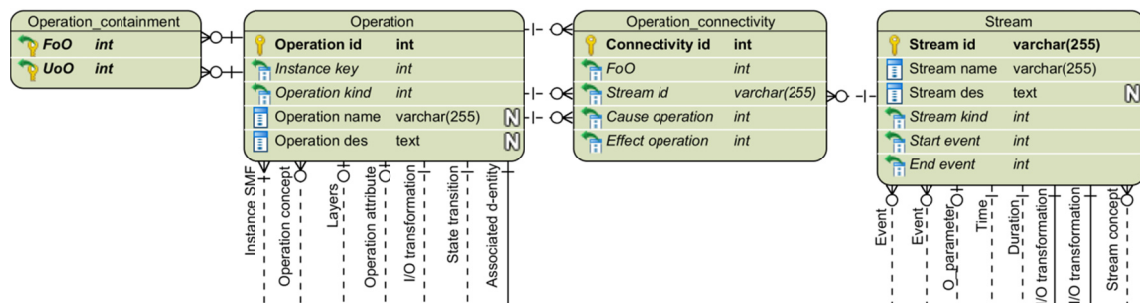 Operation_containment
FoO int
UoO int
Operation
Operation id int
Instance key int
Operation kind int
Operation name varchar(255) N
Operation des text N
Operation_connectivity
Connectivity id int
FoO int
Stream id varchar(255)
Cause operation int
Effect operation int
Stream
Stream id varchar(255)
Stream name varchar(255)
Stream des text N
Stream kind int
Start event int
End event int
Instance SMF
Operation concept
Layers
Operation attribute
I/O transformation
State transition
Associated d-entity
Event
Event
O_parameter
Time
Duration
I/O transformation
I/O transformation
Stream concept